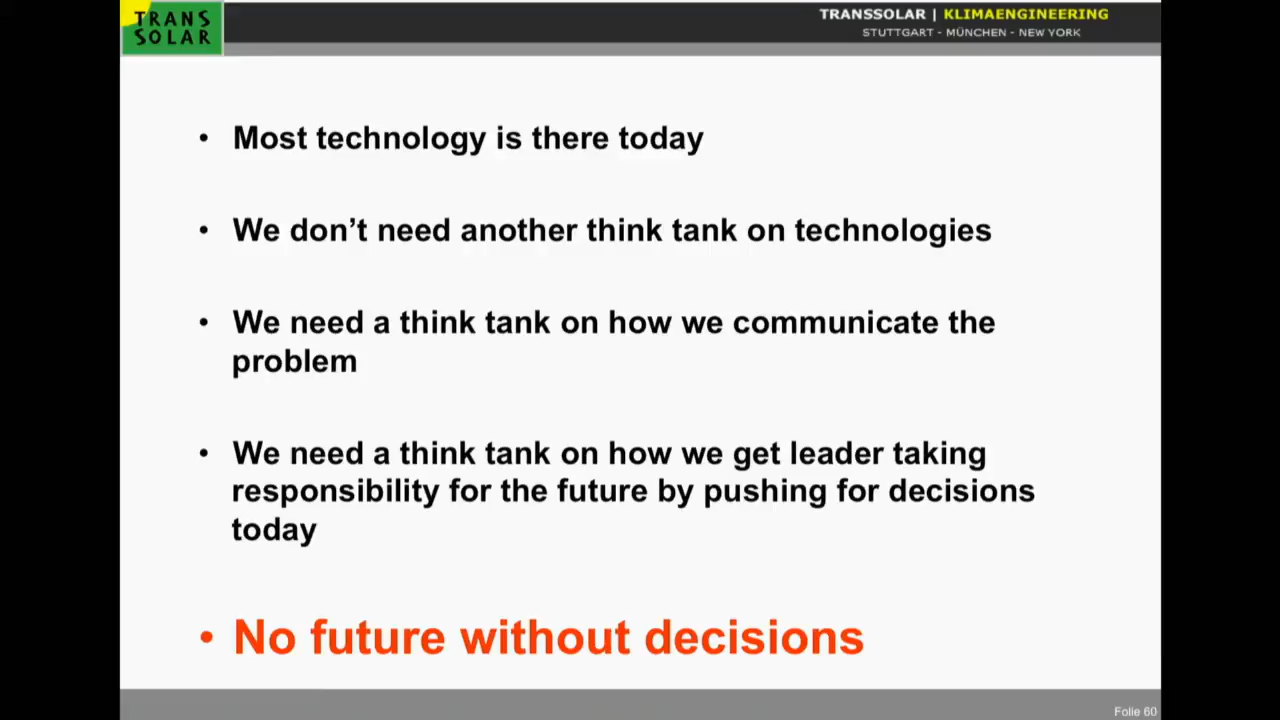 TRANS
SOLAR
TRANSSOLAR | KLIMAENGINEERING
STUTTGART - MÜNCHEN - NEW YORK
• Most technology is there today
• We don’t need another think tank on technologies
• We need a think tank on how we communicate the
problem
• We need a think tank on how we get leader taking
responsibility for the future by pushing for decisions
today
• No future without decisions
Folie 60